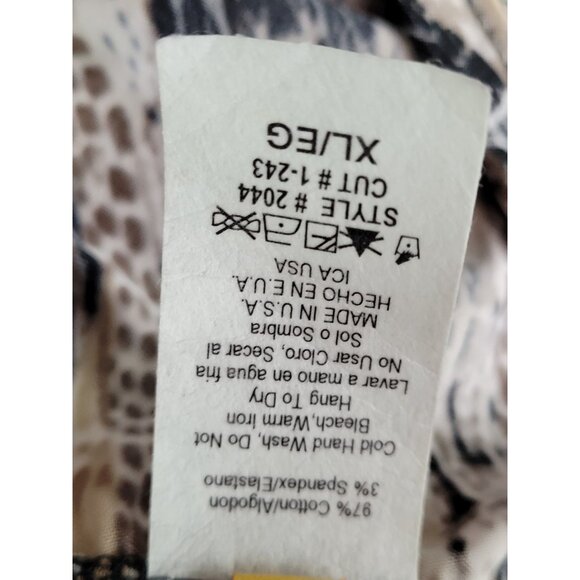 97% Cotton/Algodon
3% Spandex/Elastano
Cold Hand Wash, Do Not
Bleach, Warm Iron
Hang To Dry
Lavar a mano en agua fria
No Usar Cloro, Secar al
Sol o Sombra
MADE IN U.S.A.
HECHO EN E.U.A.
ICA USA
STYLE # 2044
CUT # 1-243
XL/EG